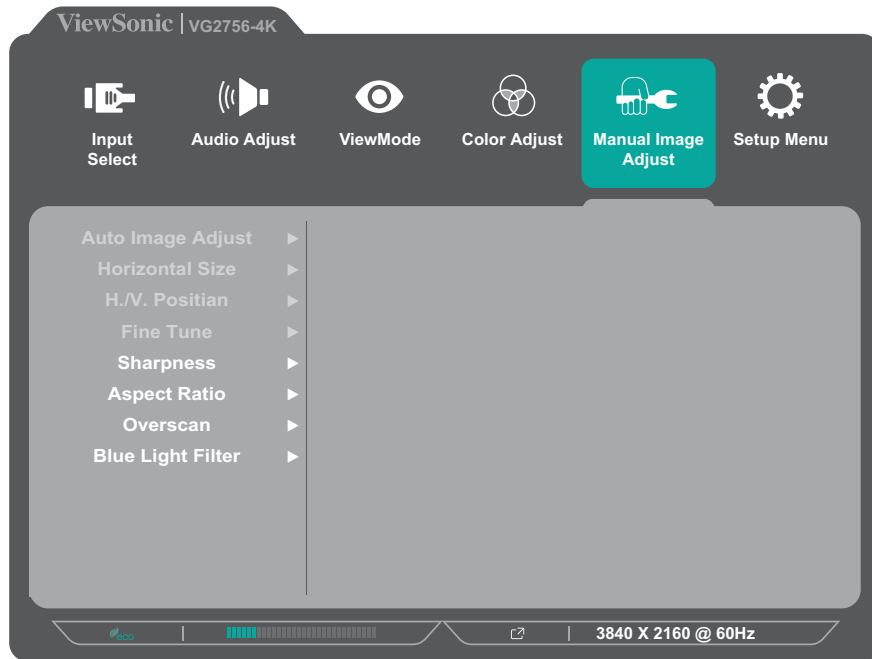 ViewSonic | VG2756-4K
Input
Select
Audio Adjust
ViewMode
Color Adjust
Manual Image
Adjust
Setup Menu
Auto Image Adjust
Horizontal Size
H./V. Positian
Fine Tune
Sharpness
Aspect Ratio
Overscan
Blue Light Filter
eco
3840 X 2160 @ 60Hz